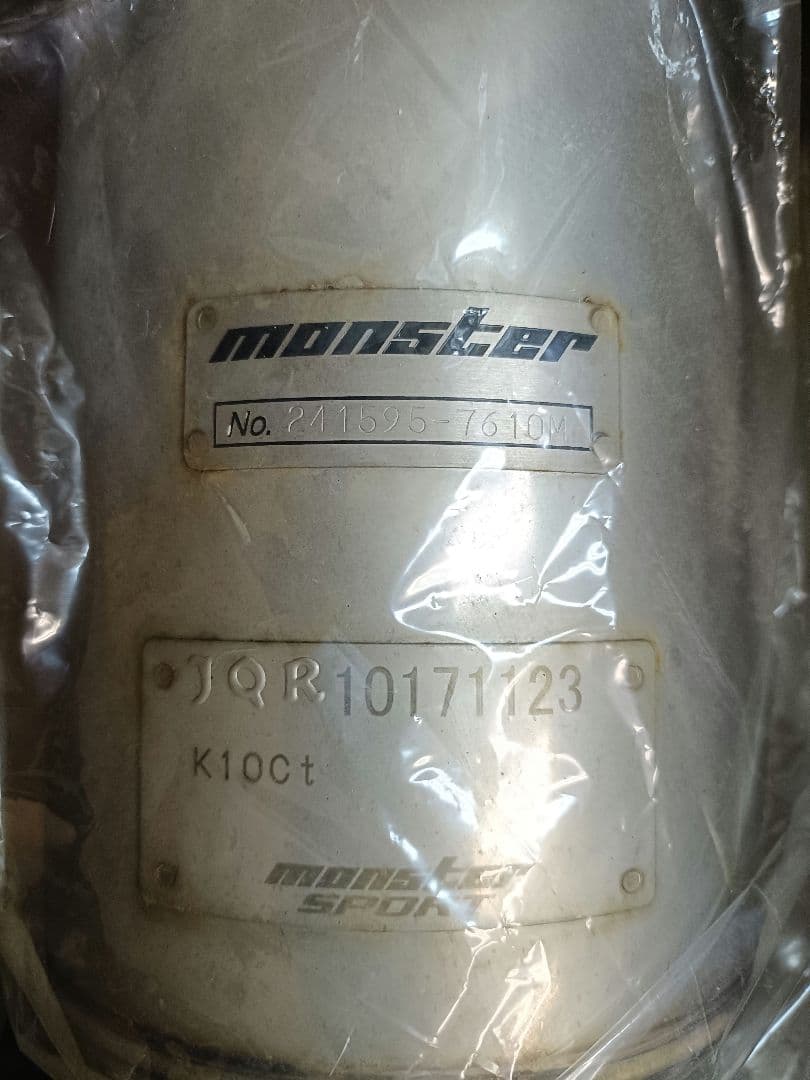 monster
No. 241595-7610M
JQR10171123
K10Ct
monster
SPORT